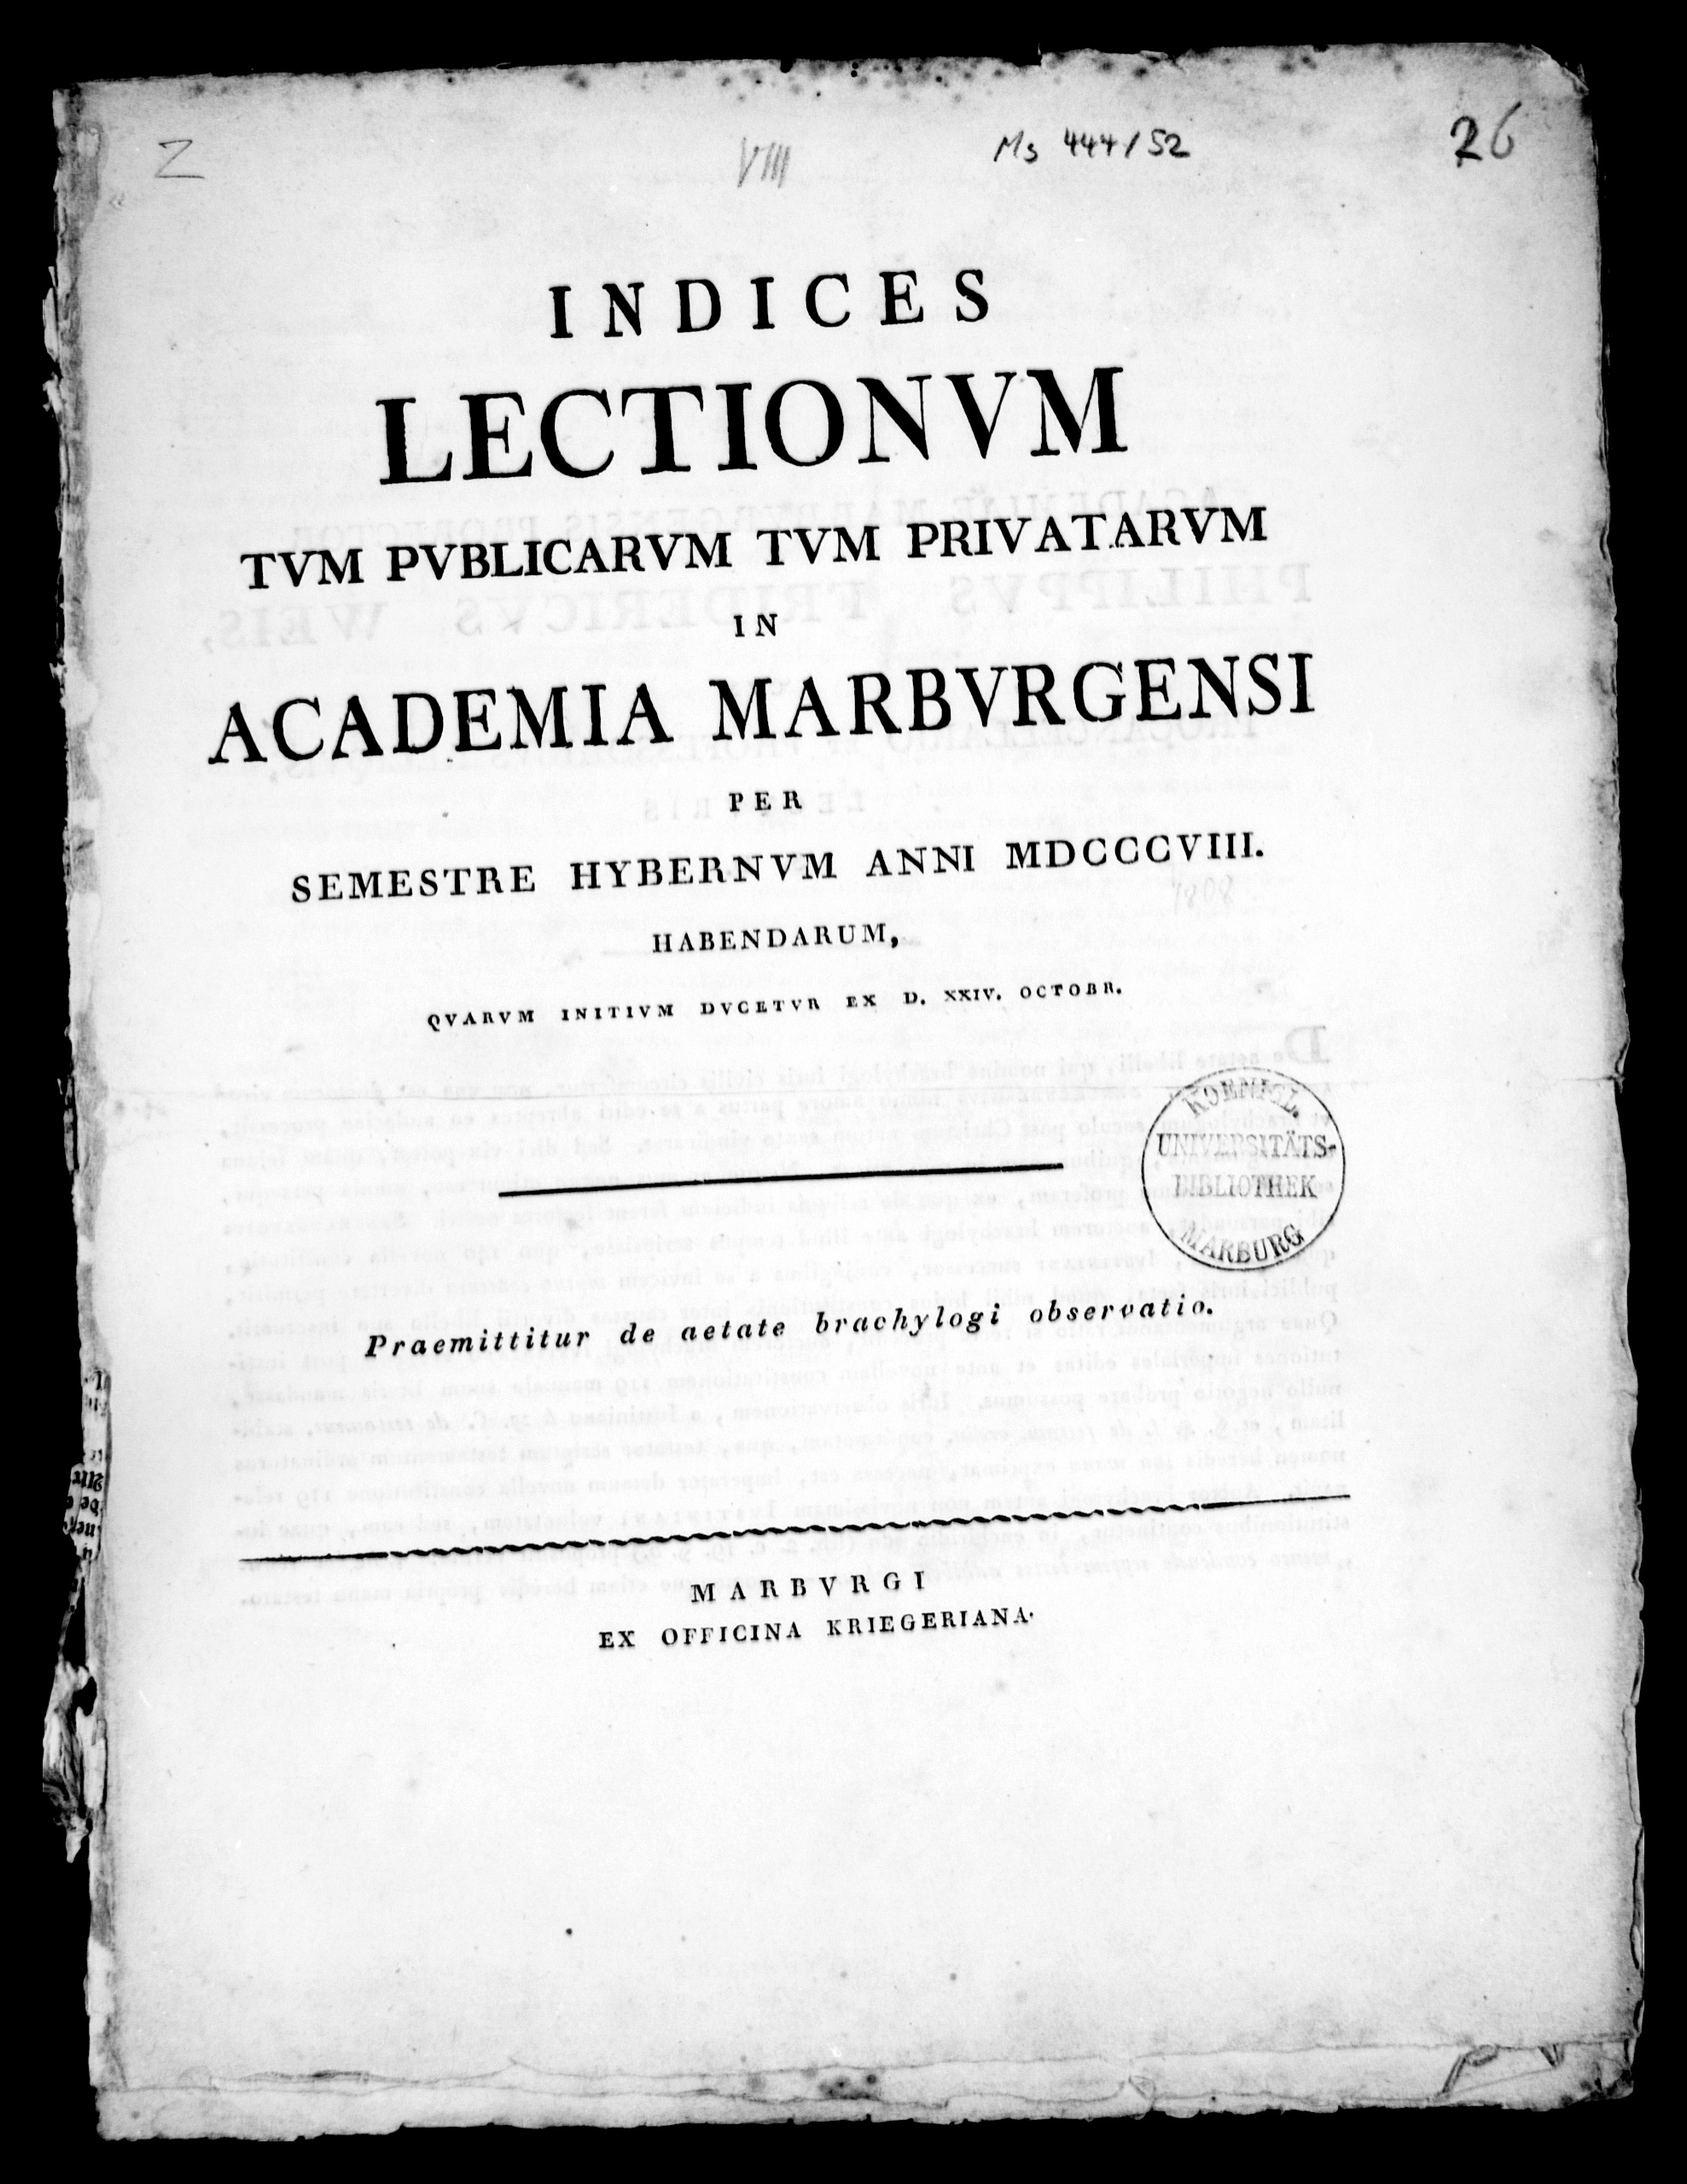 Z VIII Ms 444/52 26
INDICES
LECTIONVM
TVM PVBLICARVM TVM PRIVATARVM
IN
ACADEMIA MARBVRGENSI
PER
SEMESTRE HYBERNVM ANNI MDCCCVIII.
1808
HABENDARUM,
QVARVM INITIVM DVCETVR EX D. XXIV. OCTOBR.
KOENIGL.
UNIVERSITÄTS-
BIBLIOTHEK
MARBURG
Praemittitur de aetate brachylogi observatio.
MARBVRGI
EX OFFICINA KRIEGERIANA.